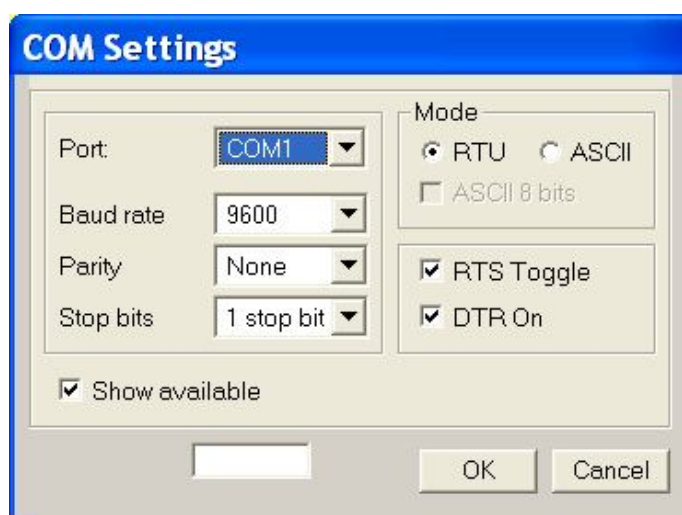 COM Settings
Port:
COM1
Baud rate
9600
Parity
None
Stop bits
1 stop bit
Mode
RTU
ASCII
ASCII 8 bits
RTS Toggle
DTR On
Show available
OK
Cancel